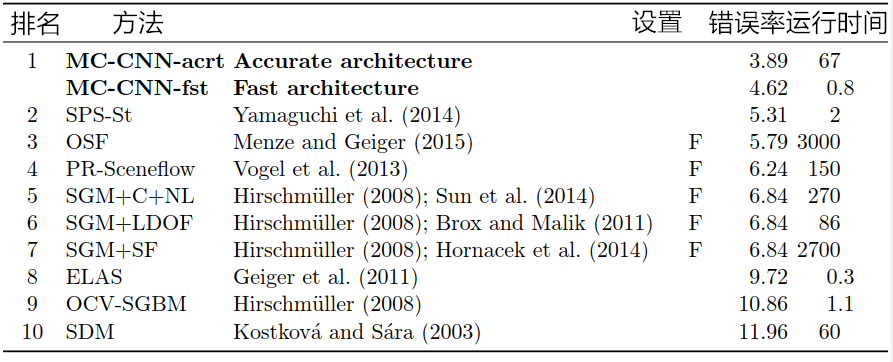 排名 方法 设置 错误率运行时间
1 MC-CNN-acrt Accurate architecture 3.89 67
MC-CNN-fst Fast architecture 4.62 0.8
2 SPS-St Yamaguchi et al. (2014) 5.31 2
3 OSF Menze and Geiger (2015) F 5.79 3000
4 PR-Sceneflow Vogel et al. (2013) F 6.24 150
5 SGM+C+NL Hirschmüller (2008); Sun et al. (2014) F 6.84 270
6 SGM+LDOF Hirschmüller (2008); Brox and Malik (2011) F 6.84 86
7 SGM+SF Hirschmüller (2008); Hornacek et al. (2014) F 6.84 2700
8 ELAS Geiger et al. (2011) 9.72 0.3
9 OCV-SGBM Hirschmüller (2008) 10.86 1.1
10 SDM Kostková and Sára (2003) 11.96 60